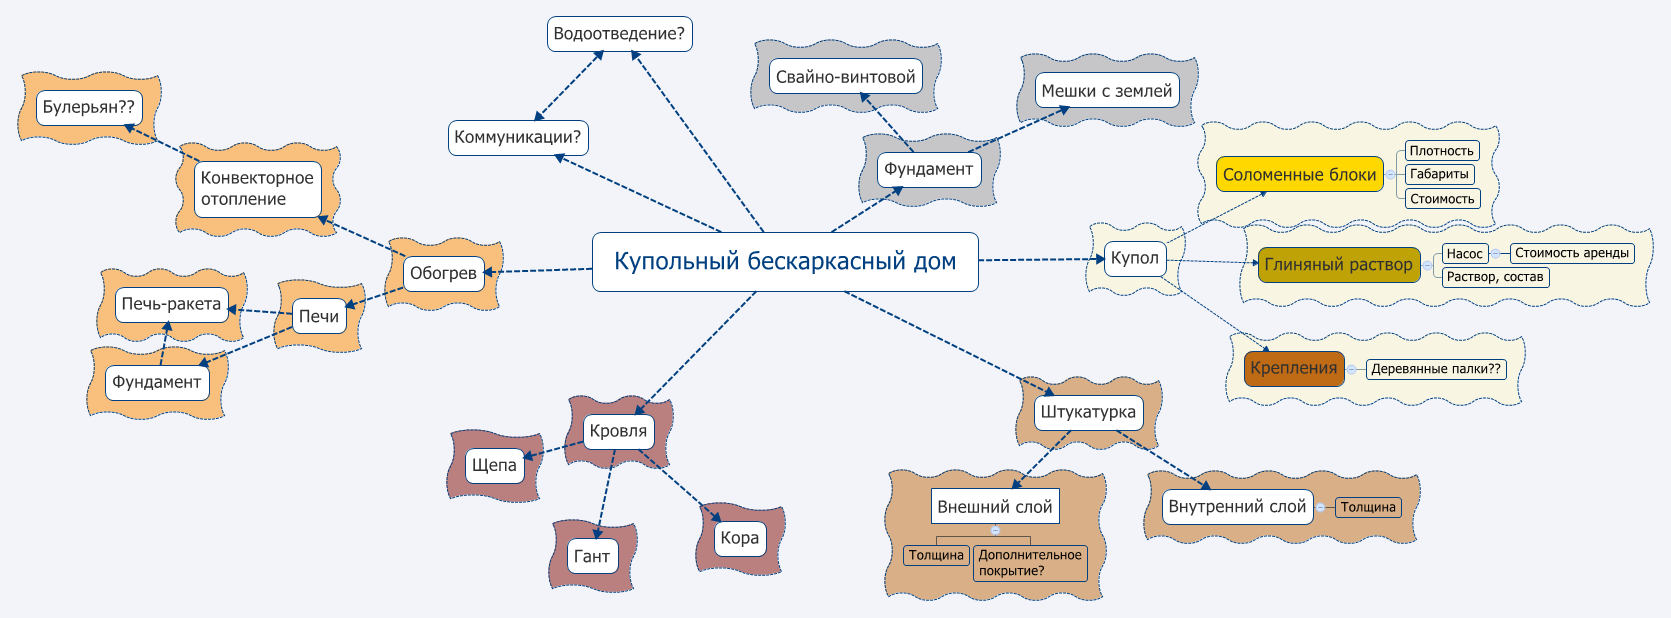 Водоотведение?
Коммуникации?
Свайно-винтовой
Мешки с землей
Фундамент
Булерьян??
Конвекторное
отопление
Обогрев
Печь-ракета
Печи
Фундамент
Купольный бескаркасный дом
Купол
Соломенные блоки
Плотность
Габариты
Стоимость
Глиняный раствор
Насос
Стоимость аренды
Раствор, состав
Крепления
Деревянные палки??
Кровля
Щепа
Гант
Кора
Штукатурка
Внешний слой
Толщина
Дополнительное
покрытие?
Внутренний слой
Толщина